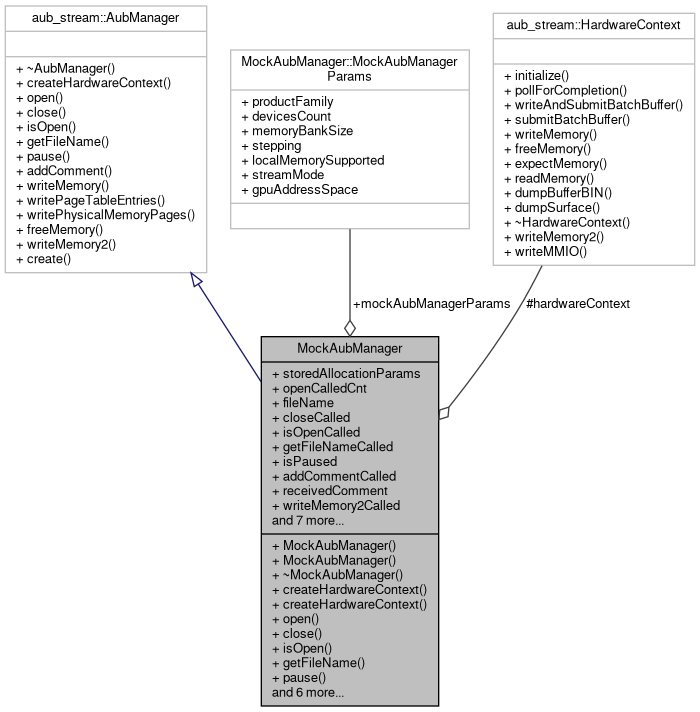 aub_stream::AubManager
+ ~AubManager()
+ createHardwareContext()
+ open()
+ close()
+ isOpen()
+ getFileName()
+ pause()
+ addComment()
+ writeMemory()
+ writePageTableEntries()
+ writePhysicalMemoryPages()
+ freeMemory()
+ writeMemory2()
+ create()
MockAubManager::MockAubManager
Params
+ productFamily
+ devicesCount
+ memoryBankSize
+ stepping
+ localMemorySupported
+ streamMode
+ gpuAddressSpace
aub_stream::HardwareContext
+ initialize()
+ pollForCompletion()
+ writeAndSubmitBatchBuffer()
+ submitBatchBuffer()
+ writeMemory()
+ freeMemory()
+ expectMemory()
+ readMemory()
+ dumpBufferBIN()
+ dumpSurface()
+ ~HardwareContext()
+ writeMemory2()
+ writeMMIO()
+mockAubManagerParams
#hardwareContext
MockAubManager
+ storedAllocationParams
+ openCalledCnt
+ fileName
+ closeCalled
+ isOpenCalled
+ getFileNameCalled
+ isPaused
+ addCommentCalled
+ receivedComment
+ writeMemory2Called
and 7 more...
+ MockAubManager()
+ MockAubManager()
+ ~MockAubManager()
+ createHardwareContext()
+ createHardwareContext()
+ open()
+ close()
+ isOpen()
+ getFileName()
+ pause()
and 6 more...